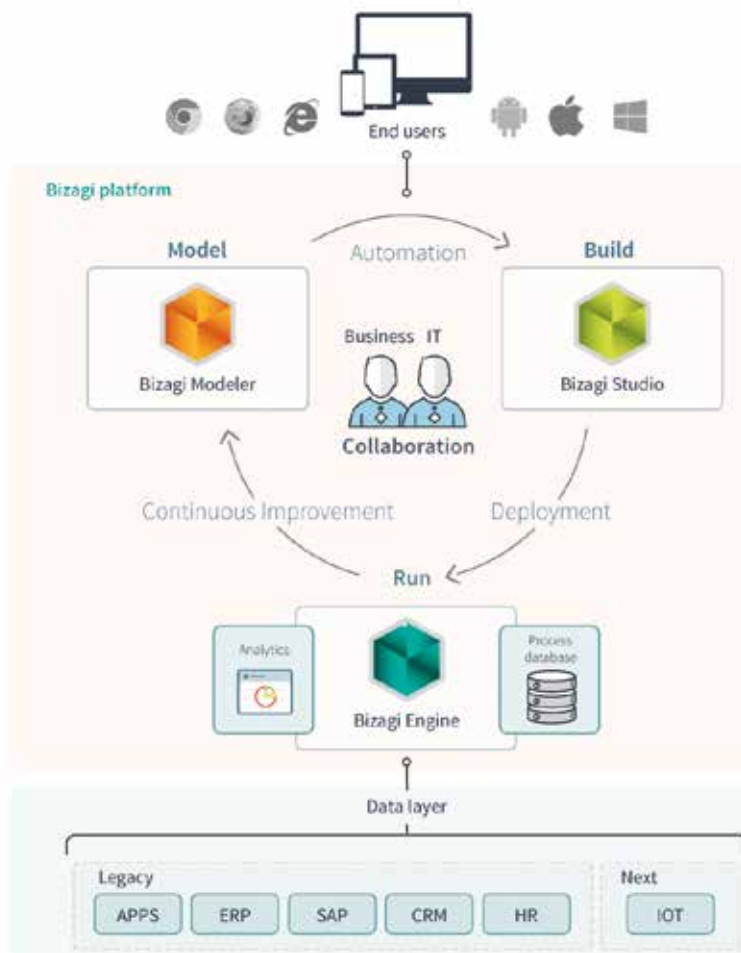 End users
Bizagi platform
Model
Automation
Build
Business IT
Bizagi Modeler
Bizagi Studio
Collaboration
Continuous Improvement
Deployment
Run
Analytics
Process
database
Bizagi Engine
Data layer
Legacy
Next
APPS
ERP
SAP
CRM
HR
IOT